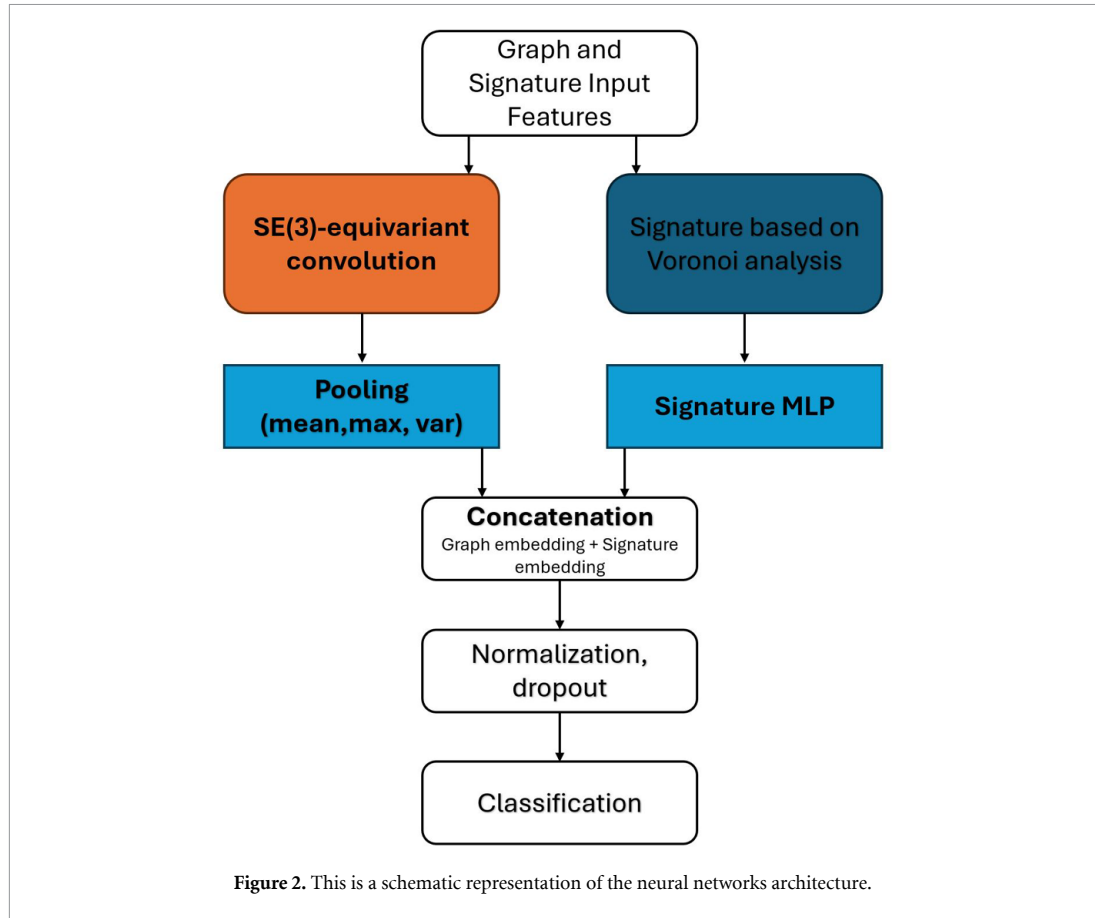 Graph and
Signature Input
Features
SE(3)-equivariant
convolution
Signature based on
Voronoi analysis
Pooling
(mean,max, var)
Signature MLP
Concatenation
Graph embedding + Signature
embedding
Normalization,
dropout
Classification
Figure 2. This is a schematic representation of the neural networks architecture.